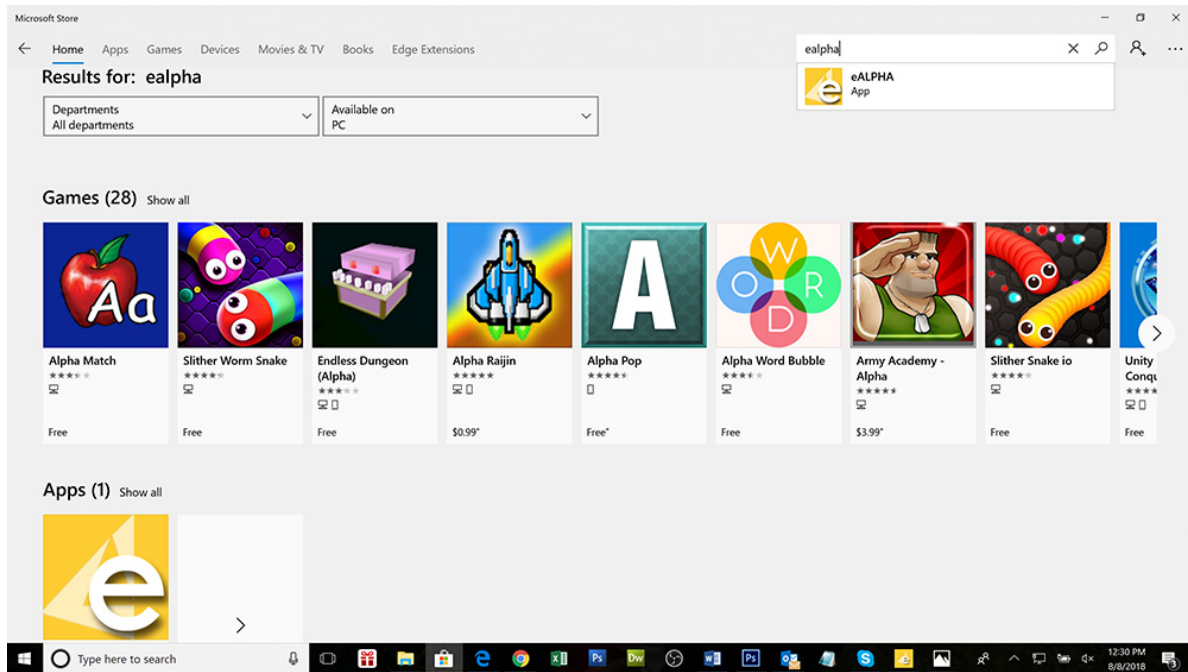 Microsoft Store
Home Apps Games Devices Movies & TV Books Edge Extensions
ealpha
eALPHA
App
Results for: ealpha
Departments
All departments
Available on
PC
Games (28) Show all
Aa
A
W
O R
D
Alpha Match
Slither Worm Snake
Endless Dungeon
(Alpha)
Alpha Raijin
Alpha Pop
Alpha Word Bubble
Army Academy -
Alpha
Slither Snake io
Unity
Conqu
Free
Free
Free
$0.99+
Free+
Free
$3.99+
Free
Free
Apps (1) Show all
e
Type here to search
Ps
Dw
Ps
12:30 PM
8/8/2018